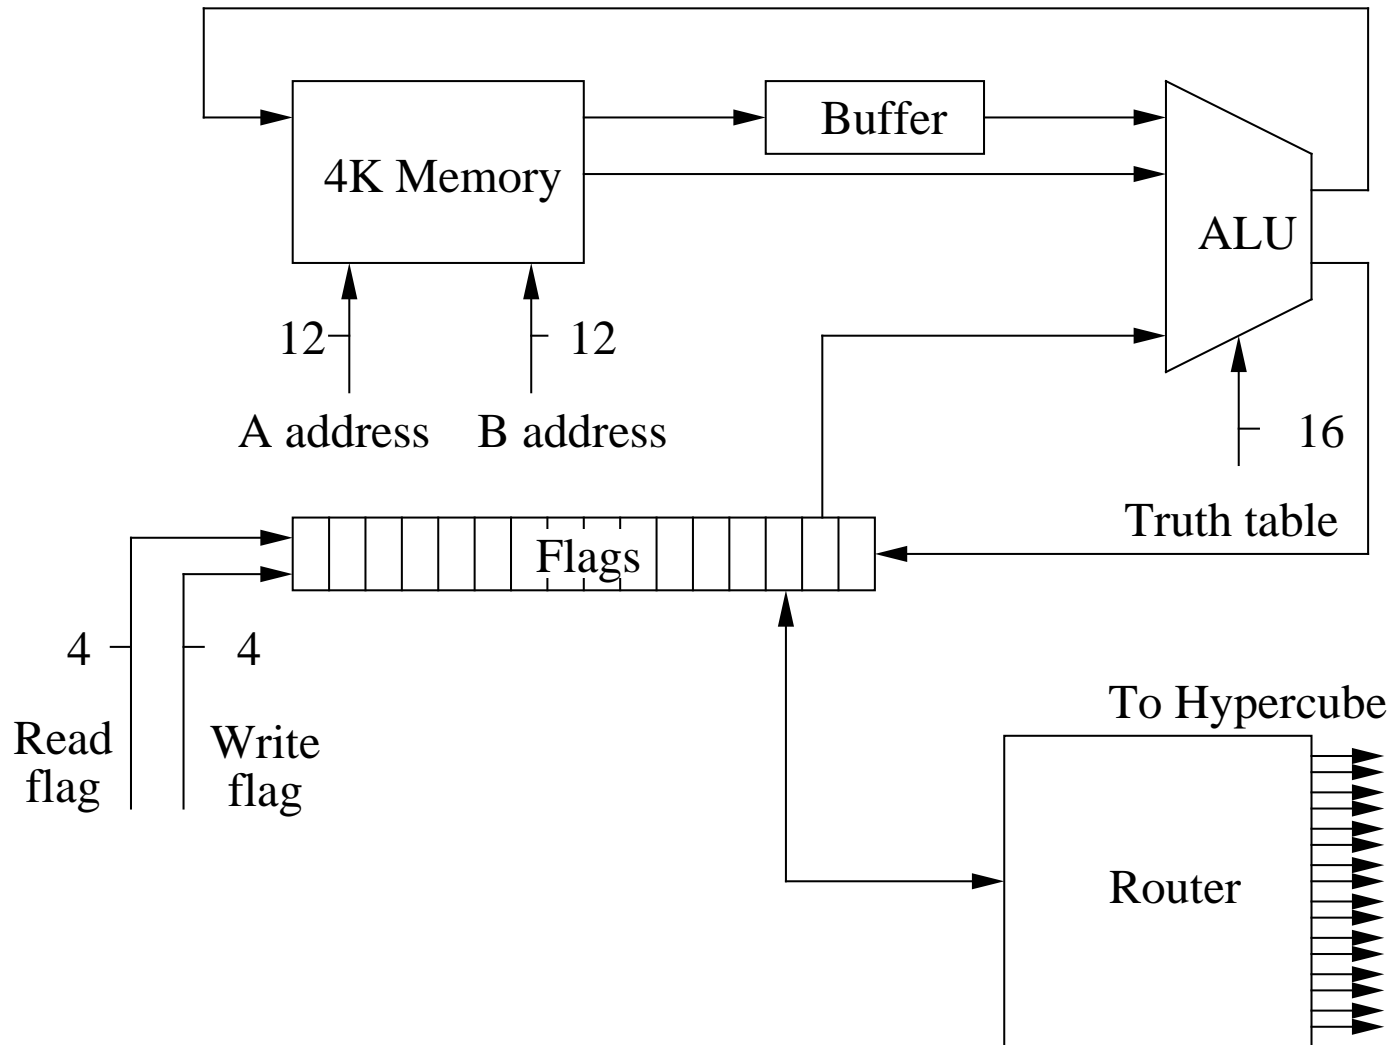 Buffer
4K Memory
ALU
12
12
A address
B address
16
Truth table
Flags
4
4
Read
flag
Write
flag
To Hypercube
Router